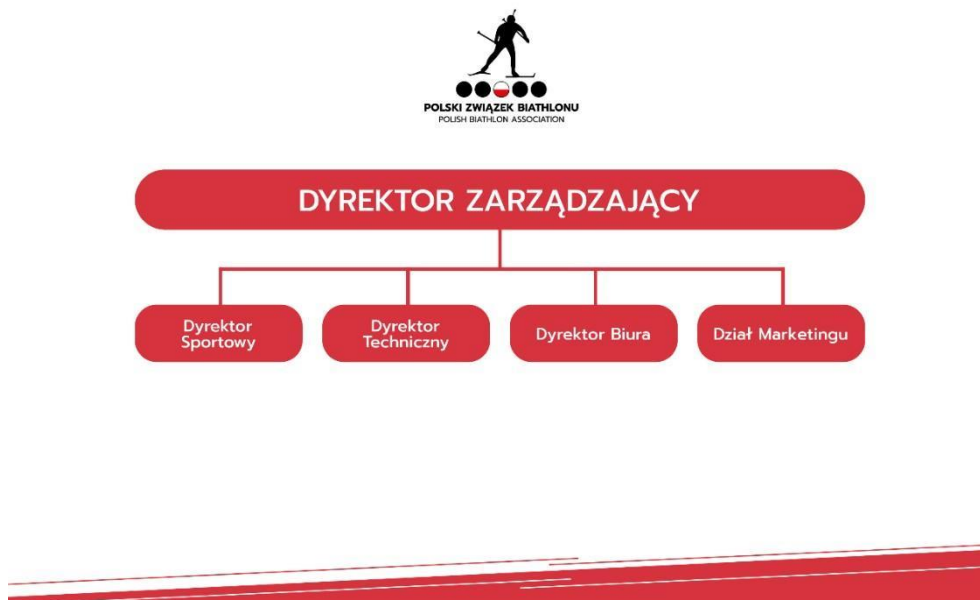 POLSKI ZWIĄZEK BIATHLONU
POLISH BIATHLON ASSOCIATION
DYREKTOR ZARZĄDZAJĄCY
Dyrektor
Sportowy
Dyrektor
Techniczny
Dyrektor Biura
Dział Marketingu